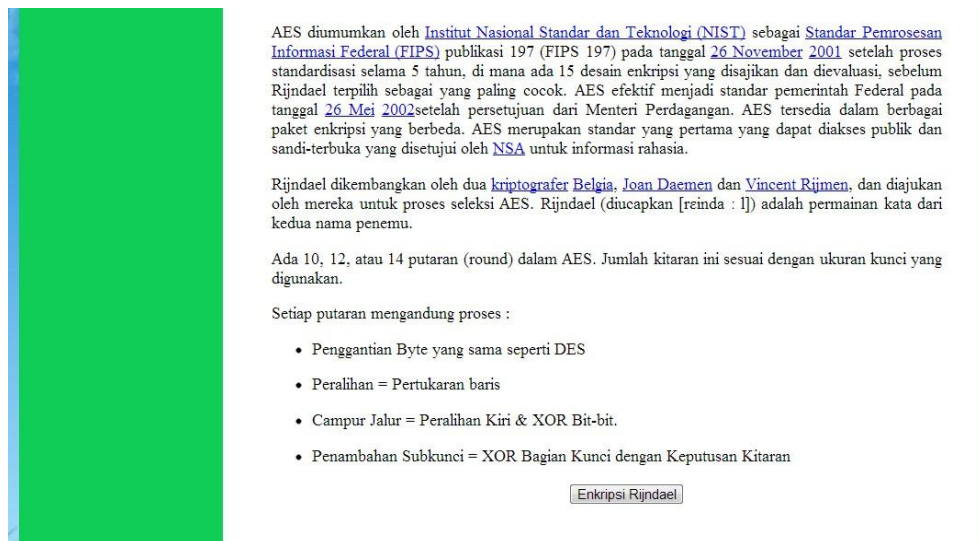 AES diumumkan oleh Institut Nasional Standar dan Teknologi (NIST) sebagai Standar Pemrosesan
Informasi Federal (FIPS) publikasi 197 (FIPS 197) pada tanggal 26 November 2001 setelah proses
standardisasi selama 5 tahun, di mana ada 15 desain enkripsi yang disajikan dan dievaluasi, sebelum
Rijndael terpilih sebagai yang paling cocok. AES efektif menjadi standar pemerintah Federal pada
tanggal 26 Mei 2002setelah persetujuan dari Menteri Perdagangan. AES tersedia dalam berbagai
paket enkripsi yang berbeda. AES merupakan standar yang pertama yang dapat diakses publik dan
sandi-terbuka yang disetujui oleh NSA untuk informasi rahasia.
Rijndael dikembangkan oleh dua kriptografer Belgia, Joan Daemen dan Vincent Rijmen, dan diajukan
oleh mereka untuk proses seleksi AES. Rijndael (diucapkan [reinda : l]) adalah permainan kata dari
kedua nama penemu.
Ada 10, 12, atau 14 putaran (round) dalam AES. Jumlah kitaran ini sesuai dengan ukuran kunci yang
digunakan.
Setiap putaran mengandung proses :
• Penggantian Byte yang sama seperti DES
• Peralihan = Pertukaran baris
• Campur Jalur = Peralihan Kiri & XOR Bit-bit.
• Penambahan Subkunci = XOR Bagian Kunci dengan Keputusan Kitaran
Enkripsi Rijndael